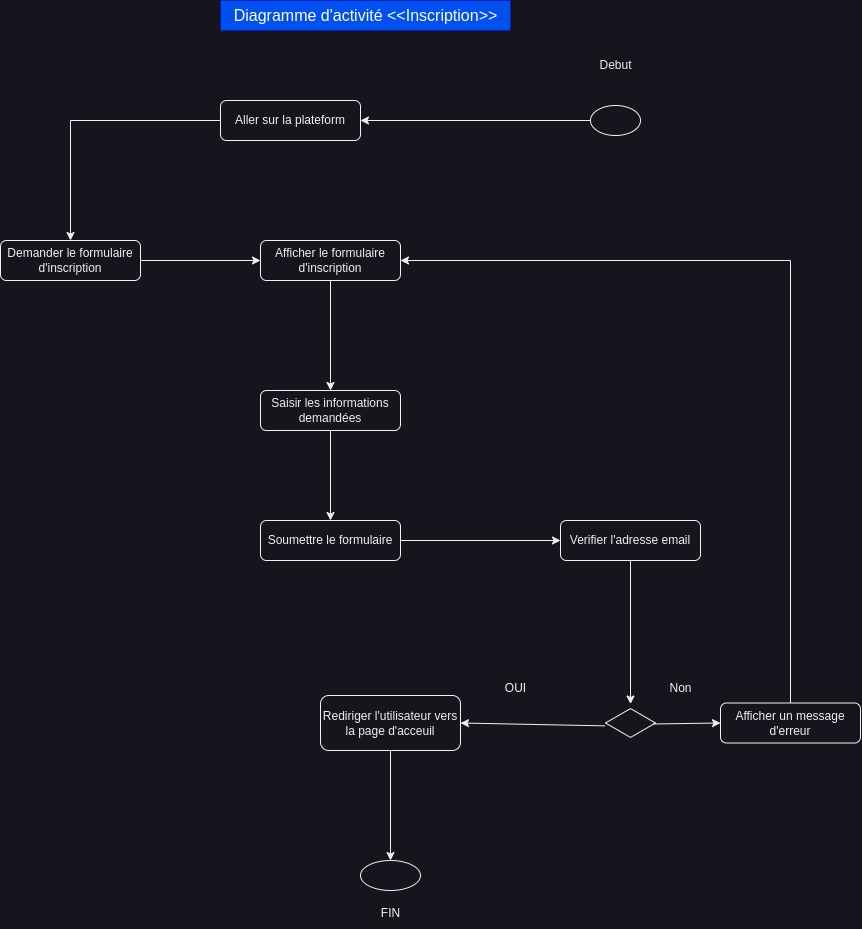 Diagramme d'activité <<Inscription>>
Debut
Aller sur la plateform
Demander le formulaire
d'inscription
Afficher le formulaire
d'inscription
Saisir les informations
demandées
Soumettre le formulaire
Verifier l'adresse email
OUI
Non
Rediriger l'utilisateur vers
la page d'acceuil
Afficher un message
d'erreur
FIN